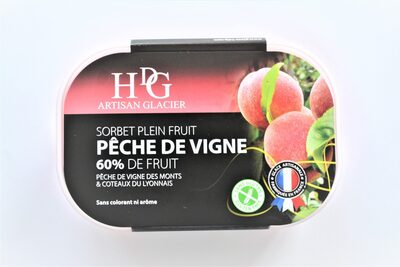 HDG
ARTISAN GLACIER
SORBET PLEIN FRUIT
PÊCHE DE VIGNE
60% DE FRUIT
PÊCHE DE VIGNE DES MONTS
& COTEAUX DU LYONNAIS
Sans colorant ni arôme